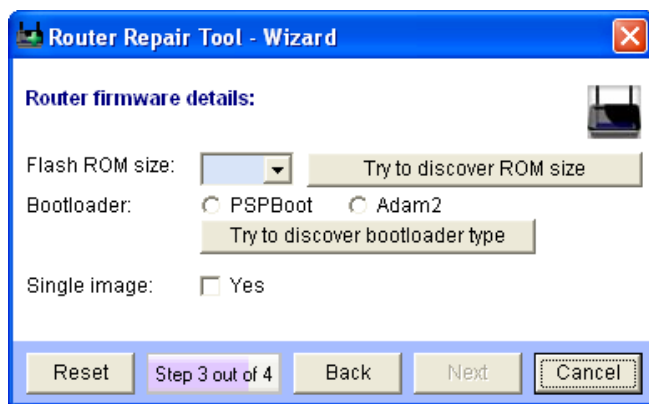 Router Repair Tool - Wizard
Router firmware details:
Flash ROM size: Try to discover ROM size
Bootloader: PSPBoot Adam2
Try to discover bootloader type
Single image: Yes
Reset Step 3 out of 4 Back Next Cancel